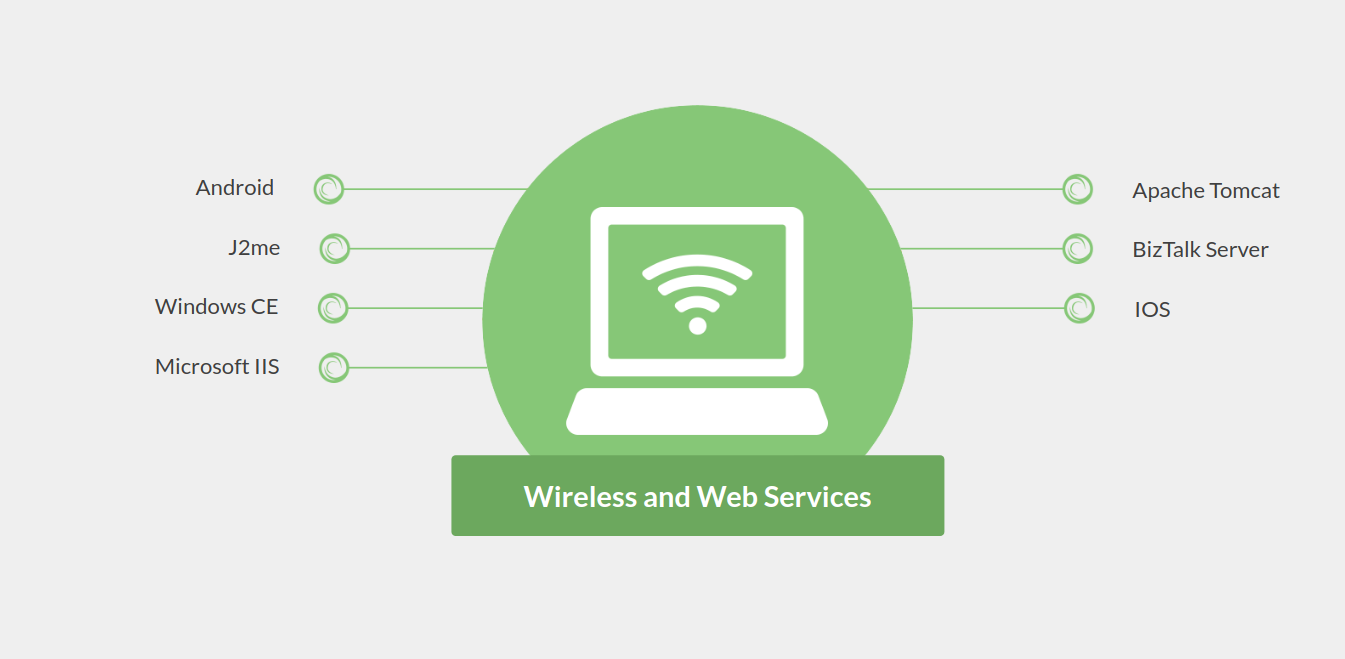 Android
J2me
Windows CE
Microsoft IIS
Apache Tomcat
BizTalk Server
IOS
Wireless and Web Services